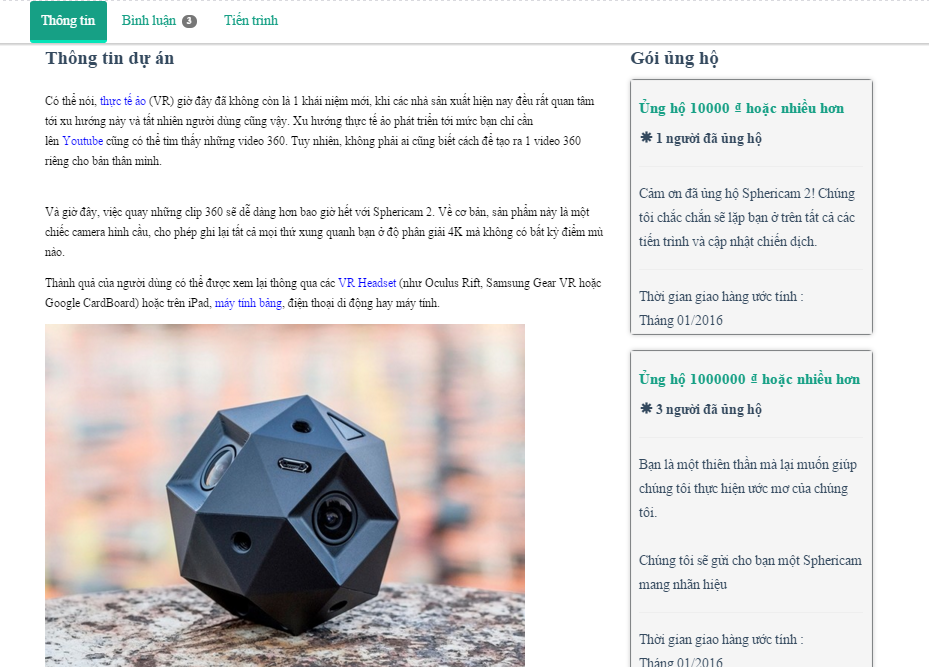 Thông tin
Bình luận 3
Tiến trình
Thông tin dự án
Có thể nói, thực tế ảo (VR) giờ đây đã không còn là 1 khái niệm mới, khi các nhà sản xuất hiện nay đều rất quan tâm
tới xu hướng này và tất nhiên người dùng cũng vậy. Xu hướng thực tế ảo phát triển tới mức bạn chỉ cần
lên Youtube cũng có thể tìm thấy những video 360. Tuy nhiên, không phải ai cũng biết cách để tạo ra 1 video 360
riêng cho bản thân mình.
Và giờ đây, việc quay những clip 360 sẽ dễ dàng hơn bao giờ hết với Sphericam 2. Về cơ bản, sản phẩm này là một
chiếc camera hình cầu, cho phép ghi lại tất cả mọi thứ xung quanh bạn ở độ phân giải 4K mà không có bất kỳ điểm mù
nào.
Thành quả của người dùng có thể được xem lại thông qua các VR Headset (như Oculus Rift, Samsung Gear VR hoặc
Google CardBoard) hoặc trên iPad, máy tính bảng, điện thoại di động hay máy tính.
Gói ủng hộ
Ủng hộ 10000 ₫ hoặc nhiều hơn
✱ 1 người đã ủng hộ
Cảm ơn đã ủng hộ Sphericam 2! Chúng
tôi chắc chắn sẽ lặp bạn ở trên tất cả các
tiến trình và cập nhật chiến dịch.
Thời gian giao hàng ước tính :
Tháng 01/2016
Ủng hộ 1000000 ₫ hoặc nhiều hơn
✱ 3 người đã ủng hộ
Bạn là một thiên thần mà lại muốn giúp
chúng tôi thực hiện ước mơ của chúng
tôi.
Chúng tôi sẽ gửi cho bạn một Sphericam
mang nhãn hiệu
Thời gian giao hàng ước tính :
Tháng 01/2016